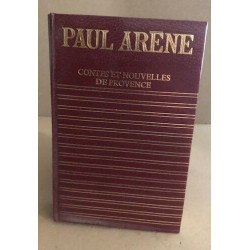 PAUL ARENE
CONTES ET NOUVELLES
DE PROVENCE